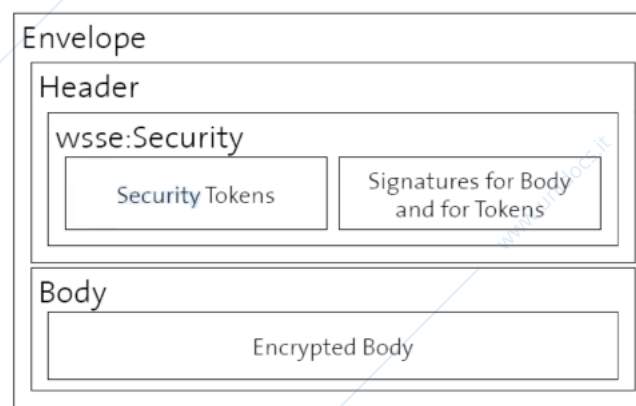 Envelope
Header
wsse:Security
Security Tokens
Signatures for Body
and for Tokens
Body
Encrypted Body